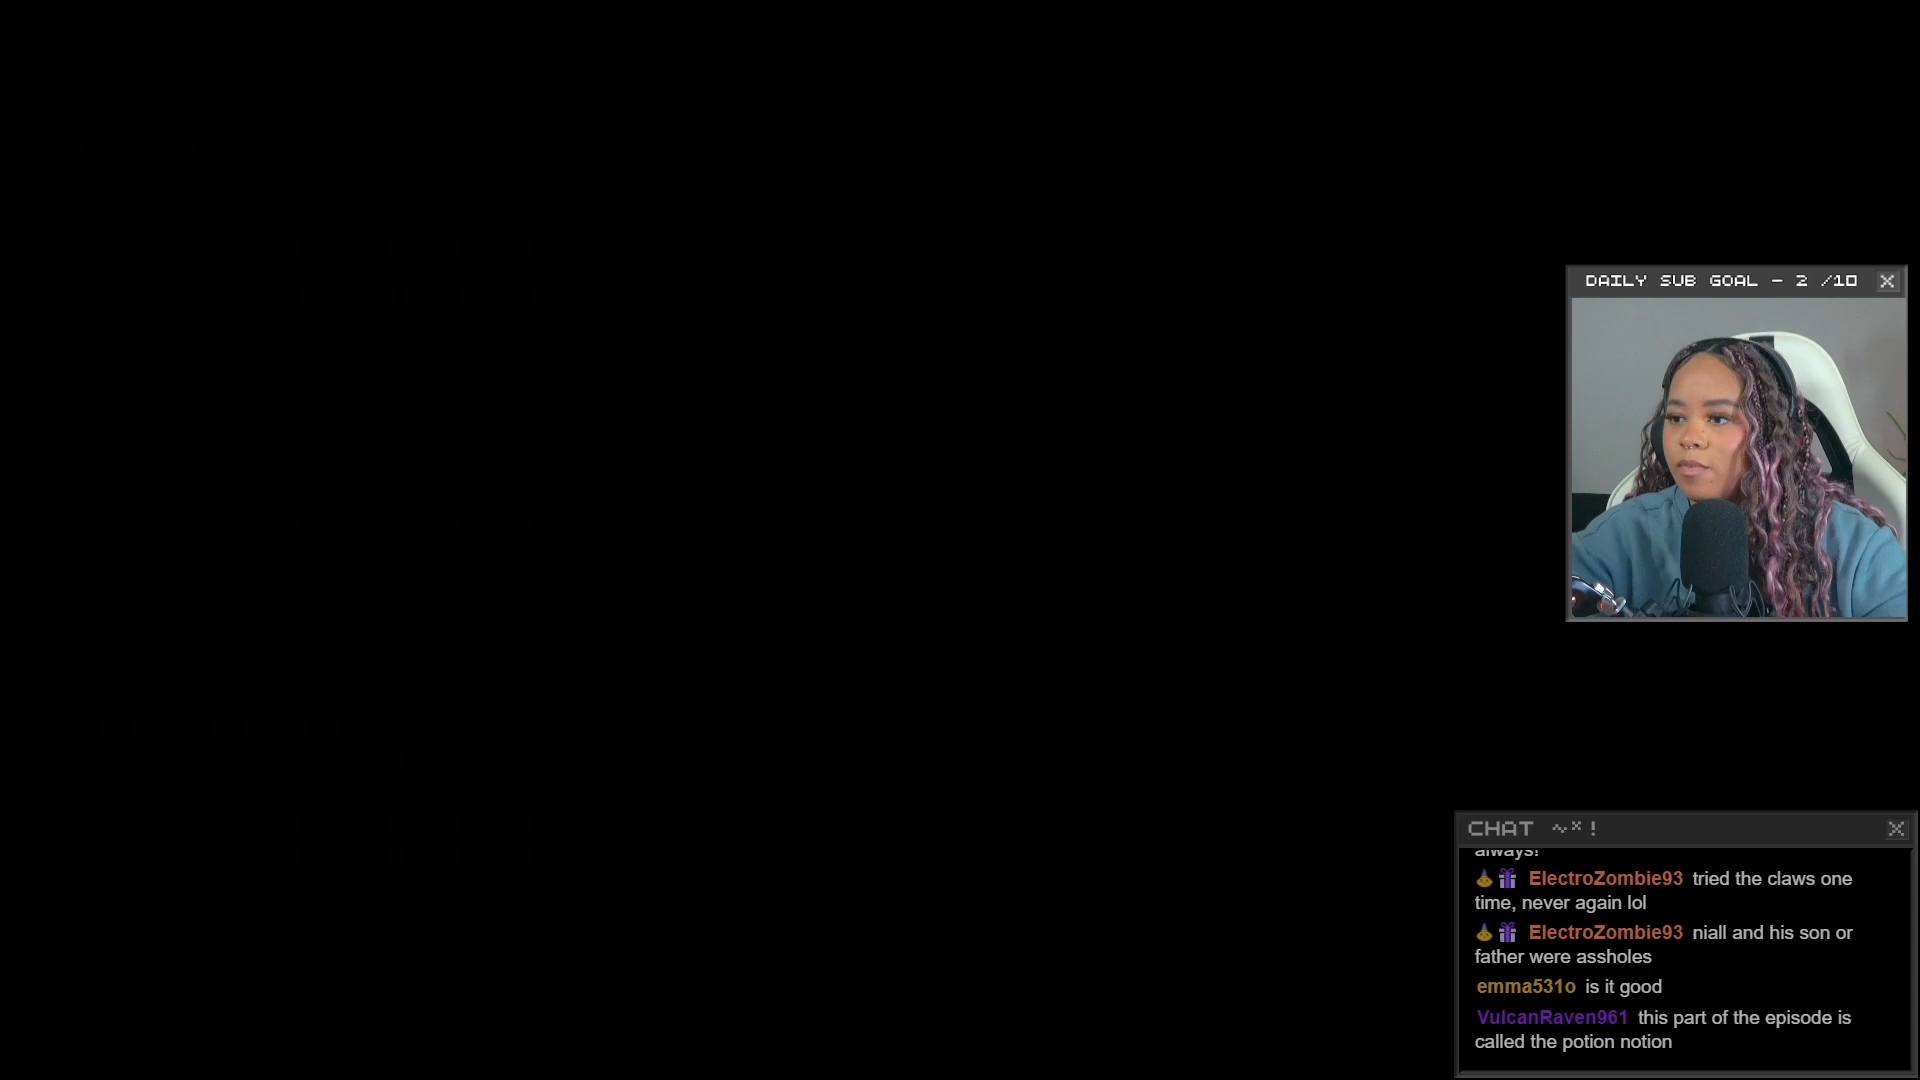 DAILY SUB GOAL - 2 /10
CHAT ~*!
always!
ElectroZombie93 tried the claws one
time, never again lol
ElectroZombie93 niall and his son or
father were assholes
emma531o is it good
VulcanRaven961 this part of the episode is
called the potion notion